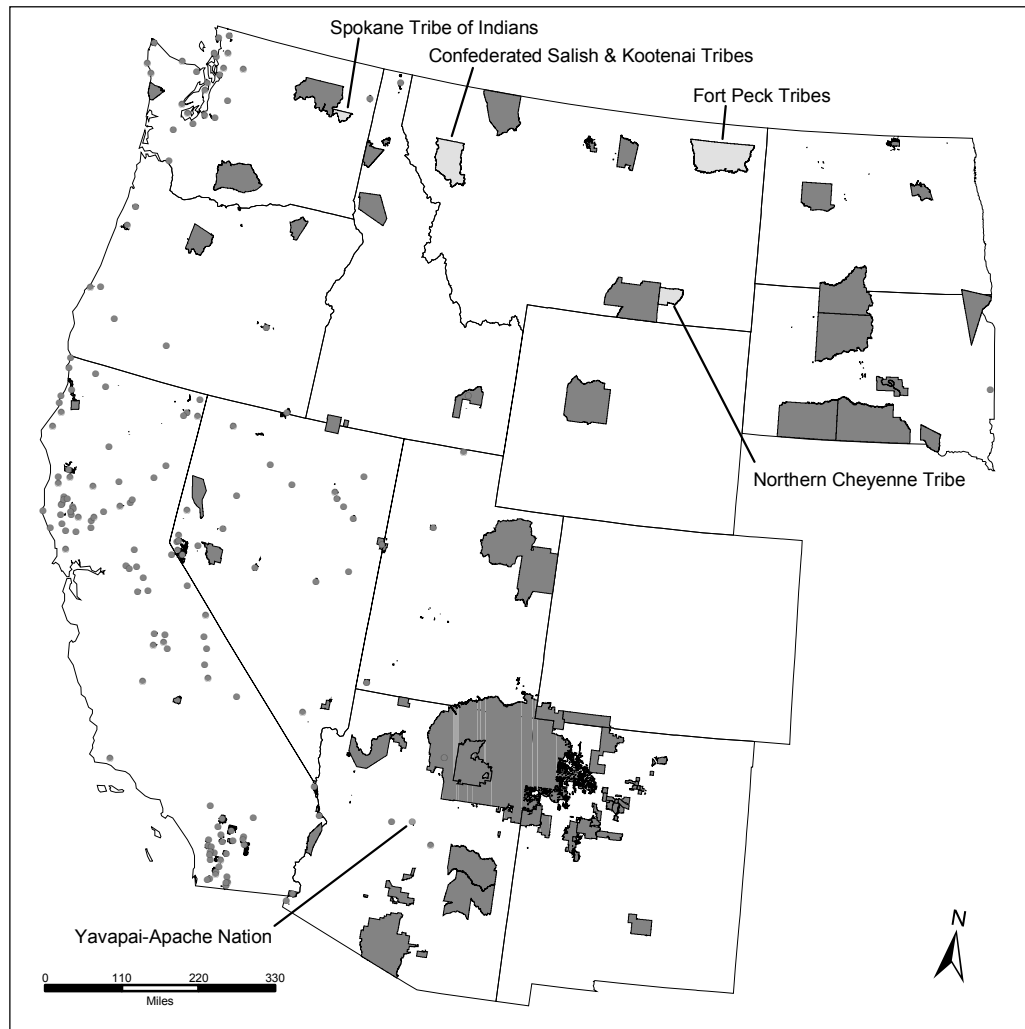 Spokane Tribe of Indians
Confederated Salish & Kootenai Tribes
Fort Peck Tribes
Northern Cheyenne Tribe
Yavapai-Apache Nation
N
0 110 220 330
Miles